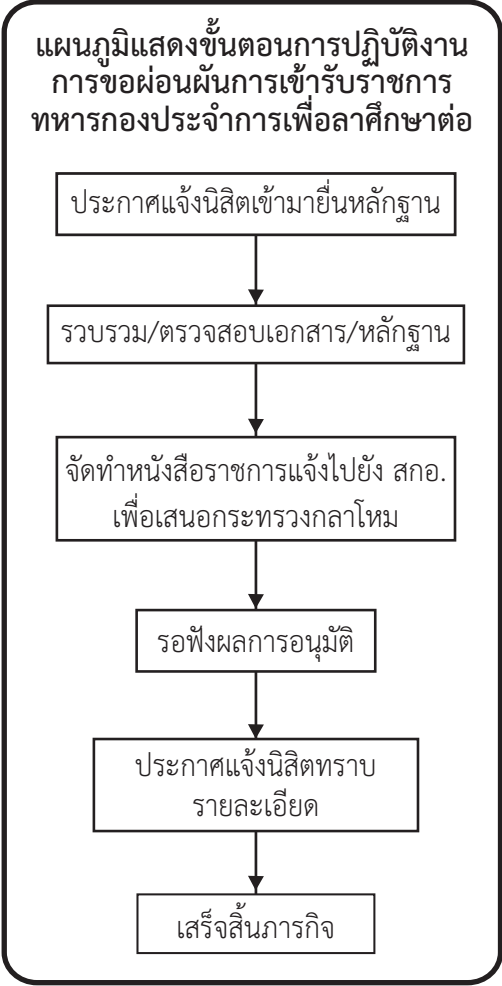 แผนภูมิแสดงขั้นตอนการปฏิบัติงาน
การขอผ่อนผันการเข้ารับราชการ
ทหารกองประจำการเพื่อลาศึกษาต่อ
ประกาศแจ้งนิสิตเข้ามายื่นหลักฐาน
รวบรวม/ตรวจสอบเอกสาร/หลักฐาน
จัดทำหนังสือราชการแจ้งไปยัง สกอ.
เพื่อเสนอกระทรวงกลาโหม
รอฟังผลการอนุมัติ
ประกาศแจ้งนิสิตทราบ
รายละเอียด
เสร็จสิ้นภารกิจ